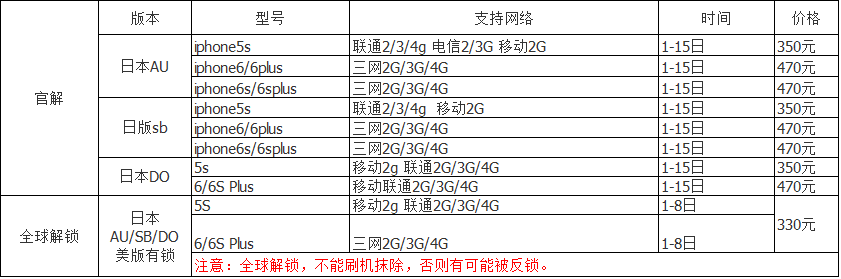 版本 型号 支持网络 时间 价格
官解 日本AU iphone5s 联通2/3/4g 电信2/3G 移动2G 1-15日 350元
iphone6/6plus 三网2G/3G/4G 1-15日 470元
iphone6s/6splus 三网2G/3G/4G 1-15日 470元
日版sb iphone5s 联通2/3/4g 移动2G 1-15日 350元
iphone6/6plus 三网2G/3G/4G 1-15日 470元
iphone6s/6splus 三网2G/3G/4G 1-15日 470元
日本DO 5s 移动2g 联通2G/3G/4G 1-15日 350元
6/6S Plus 移动联通2G/3G/4G 1-15日 470元
全球解锁 日本
AU/SB/DO
美版有锁 5S 移动2g 联通2G/3G/4G 1-8日 330元
6/6S Plus 三网2G/3G/4G 1-8日
注意：全球解锁，不能刷机抹除，否则有可能被反锁。